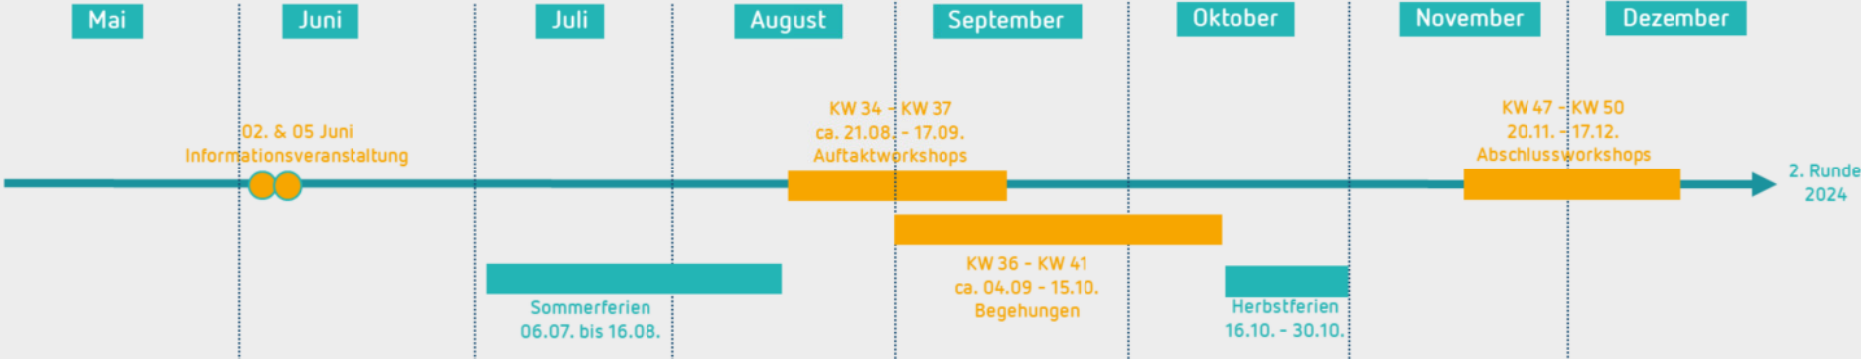 Mai
Juni
Juli
August
September
Oktober
November
Dezember
02. & 05 Juni
Informationsveranstaltung
KW 34 - KW 37
ca. 21.08. - 17.09.
Auftaktworkshops
KW 47 - KW 50
20.11. - 17.12.
Abschlussworkshops
2. Runde
2024
KW 36 - KW 41
ca. 04.09 - 15.10.
Begehungen
Sommerferien
06.07. bis 16.08.
Herbstferien
16.10. - 30.10.